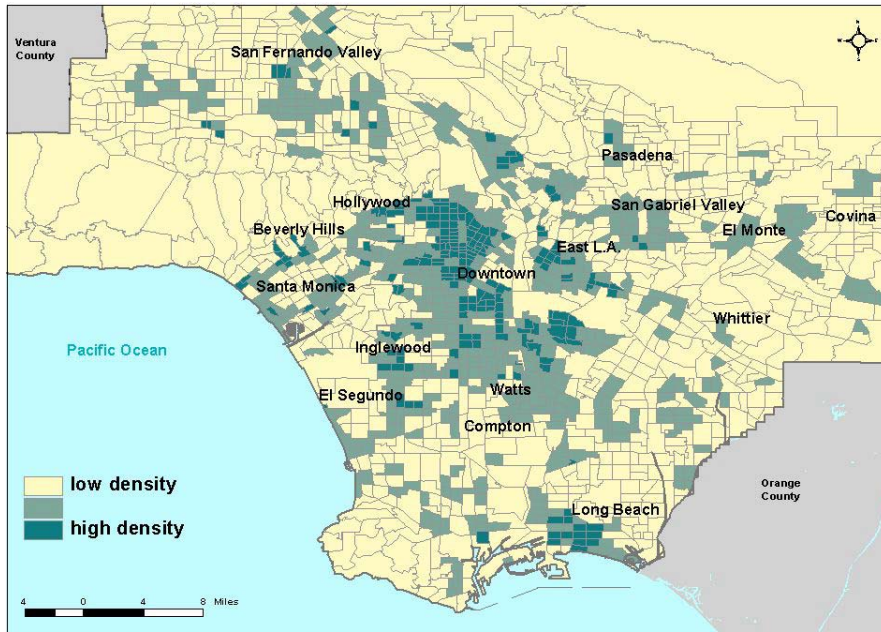 Ventura
County
San Fernando Valley
N
W
E
S
Pasadena
Hollywood
San Gabriel Valley
Covina
Beverly Hills
El Monte
East L.A.
Downtown
Santa Monica
Whittier
Pacific Ocean
Inglewood
El Segundo
Watts
Compton
low density
high density
Orange
County
Long Beach
4 0 4 8 Miles